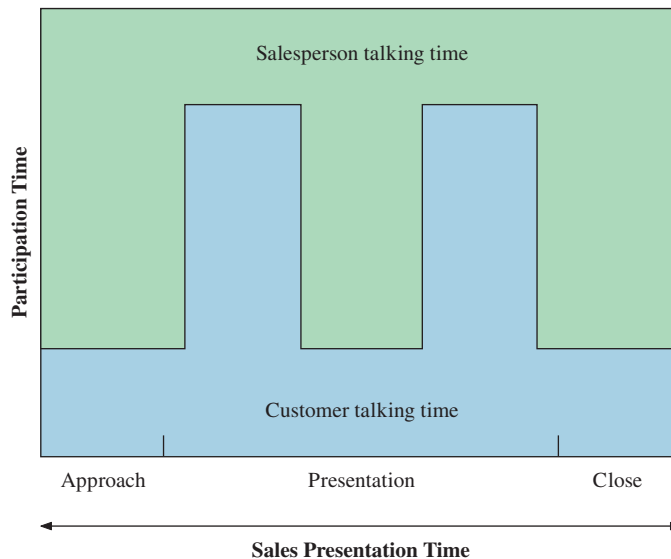 Salesperson talking time
Participation Time
Customer talking time
Approach Presentation Close
Sales Presentation Time